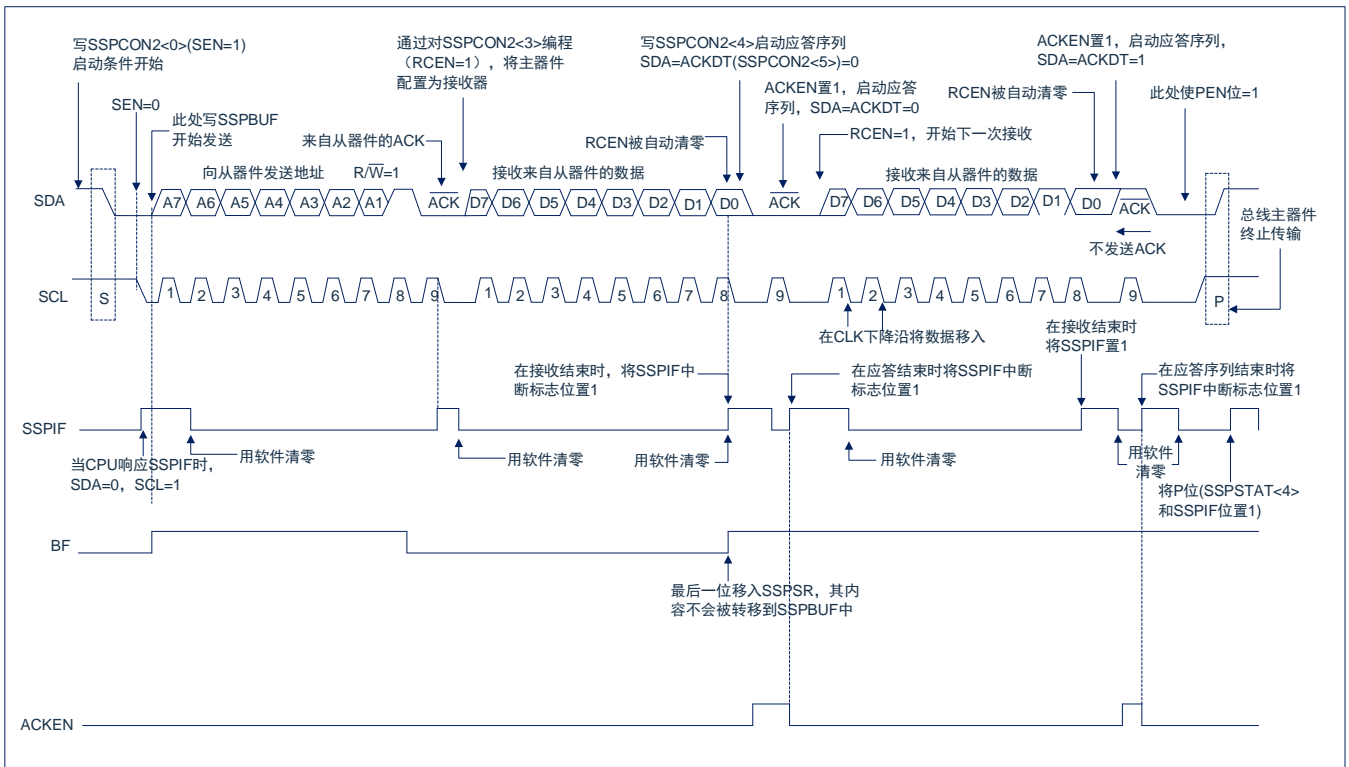 写SSPCON2<0>(SEN=1)
启动条件开始
SEN=0
此处写SSPBUF
开始发送
通过对SSPCON2<3>编程
（RCEN=1），将主器件
配置为接收器
来自从器件的ACK
写SSPCON2<4>启动应答序列
SDA=ACKDT(SSPCON2<5>)=0
ACKEN置1，启动应答
序列，SDA=ACKDT=0
RCEN被自动清零
RCEN=1，开始下一次接收
ACKEN置1，启动应答序列，
SDA=ACKDT=1
RCEN被自动清零
此处使PEN位=1
向从器件发送地址
R/W=1
接收来自从器件的数据
接收来自从器件的数据
SDA
A7 A6 A5 A4 A3 A2 A1 ACK D7 D6 D5 D4 D3 D2 D1 D0 ACK D7 D6 D5 D4 D3 D2 D1 D0 ACK
不发送ACK
总线主器件
终止传输
SCL
S 1 2 3 4 5 6 7 8 9 1 2 3 4 5 6 7 8 9 1 2 3 4 5 6 7 8 9 P
在CLK下降沿将数据移入
在接收结束时，将SSPIF中
断标志位置1
在应答结束时将SSPIF中断
标志位置1
在接收结束时
将SSPIF置1
在应答序列结束时将
SSPIF中断标志位置1
SSPIF
当CPU响应SSPIF时，
SDA=0，SCL=1
用软件清零
用软件清零
用软件清零
用软件清零
用软件
清零
将P位(SSPSTAT<4>
和SSPIF位置1)
BF
最后一位移入SSPSR，其内
容不会被转移到SSPBUF中
ACKEN